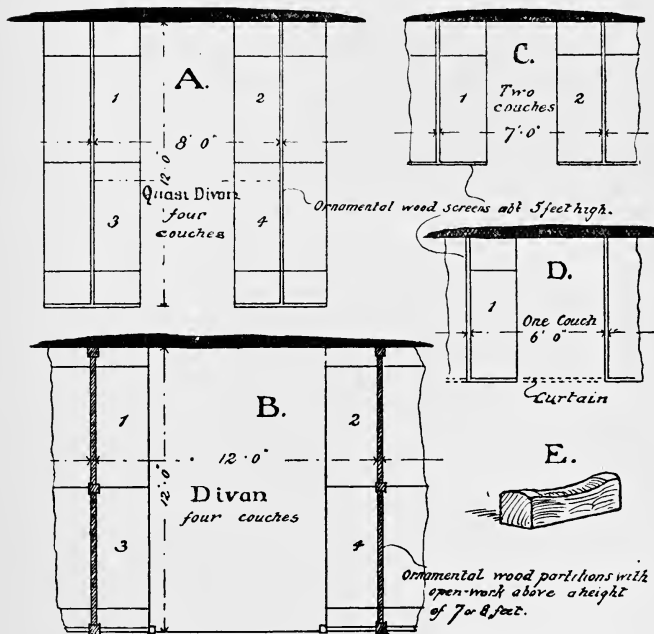 A.
1
2
8' 0"
12' 0"
Quasi Divan
four
couches
3
4
C.
Two
couches
1
2
7' 0"
Ornamental wood screens abt 5 feet high.
D.
1
One Couch
6' 0"
Curtain
B.
1
2
12' 0"
12' 0"
Divan
four couches
3
4
E.
Ornamental wood partitions with
open-work above a height
of 7 or 8 feet.